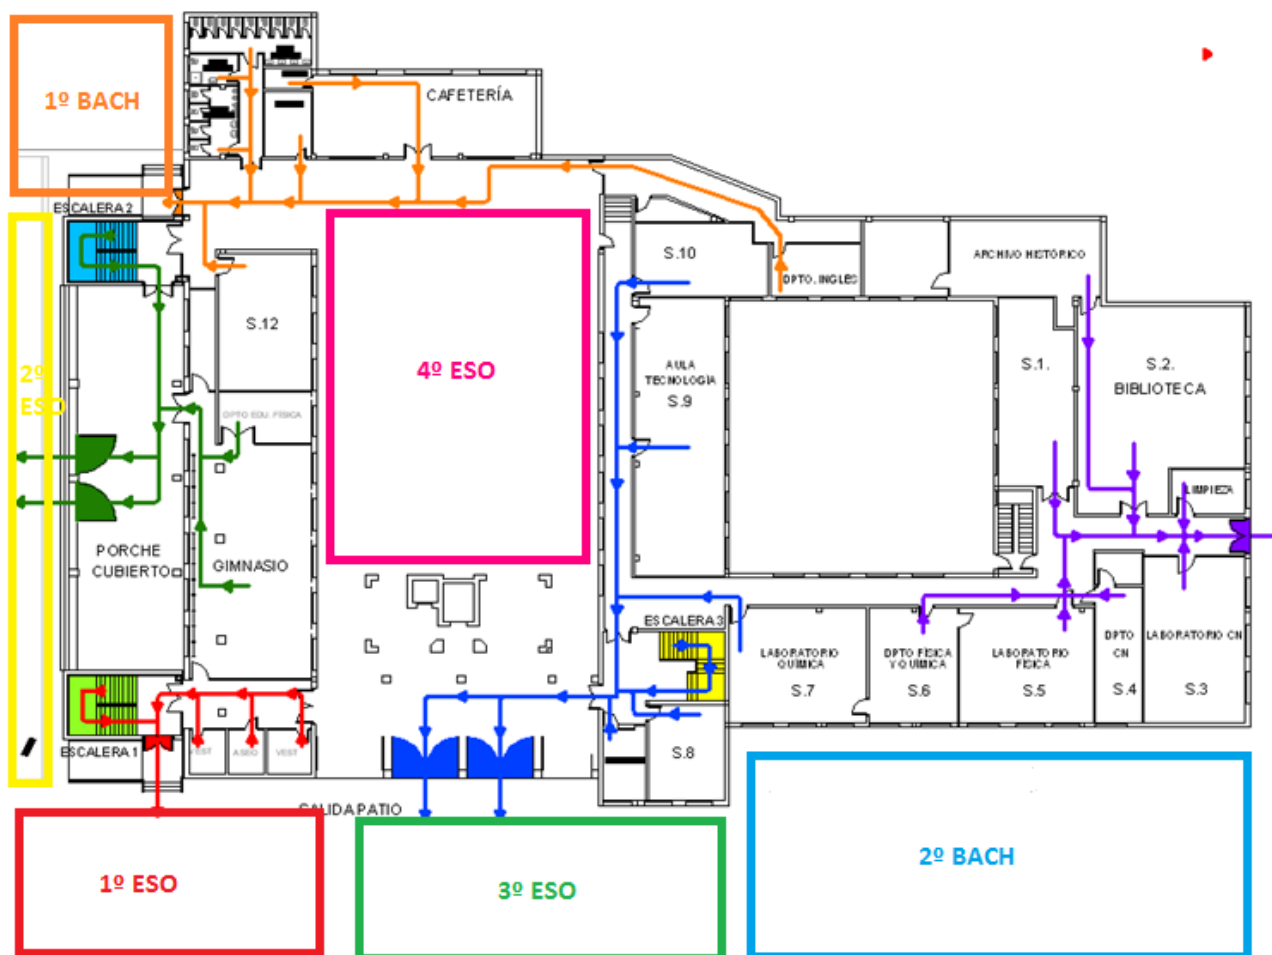 1º BACH
CAFETERÍA
ESCALERA 2
S.10
DPTO. INGLES
ARCHIVO HISTÓRICO
S.12
2º
ESO
4º ESO
AULA
TECNOLOGIA
S.9
S.1.
S.2.
BIBLIOTECA
DPTO EDU. FÍSICA
LIMPIEZA
PORCHE
CUBIERTO
GIMNASIO
ESCALERA 3
LABORATORIO
QUIMICA
S.7
DPTO FÍSICA
Y QUÍMICA
S.6
LABORATORIO
FISICA
S.5
DPTO
CN
S.4
LABORATORIO CN
S.3
ESCALERA 1
VEST
ASEO
VEST
S.8
SALIDA PATIO
1º ESO
3º ESO
2º BACH